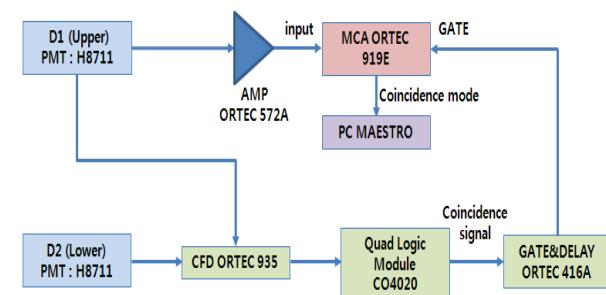 D1 (Upper)
PMT : H8711
input
MCA ORTEC
919E
GATE
AMP
ORTEC 572A
Coincidence mode
PC MAESTRO
D2 (Lower)
PMT : H8711
CFD ORTEC 935
Quad Logic
Module
CO4020
Coincidence
signal
GATE&DELAY
ORTEC 416A